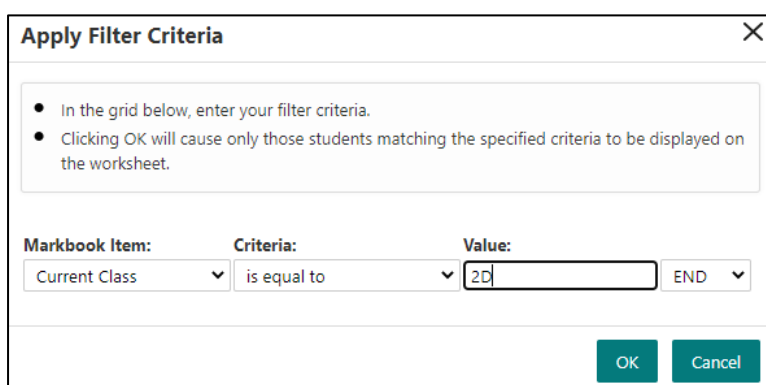 Apply Filter Criteria
In the grid below, enter your filter criteria.
Clicking OK will cause only those students matching the specified criteria to be displayed on
the worksheet.
Markbook Item: Criteria: Value:
Current Class is equal to 2D END
OK Cancel